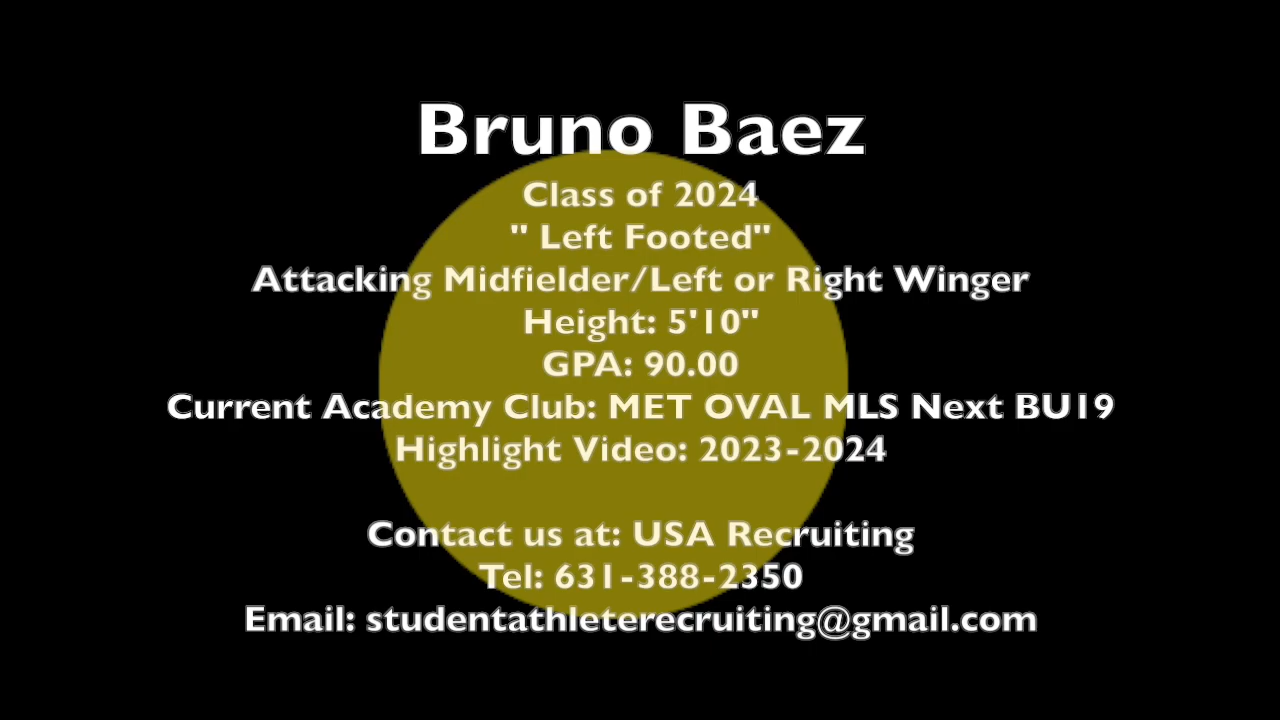 Bruno Baez
Class of 2024
" Left Footed"
Attacking Midfielder/Left or Right Winger
Height: 5'10"
GPA: 90.00
Current Academy Club: MET OVAL MLS Next BU19
Highlight Video: 2023-2024
Contact us at: USA Recruiting
Tel: 631-388-2350
Email: studentathleterecruiting@gmail.com